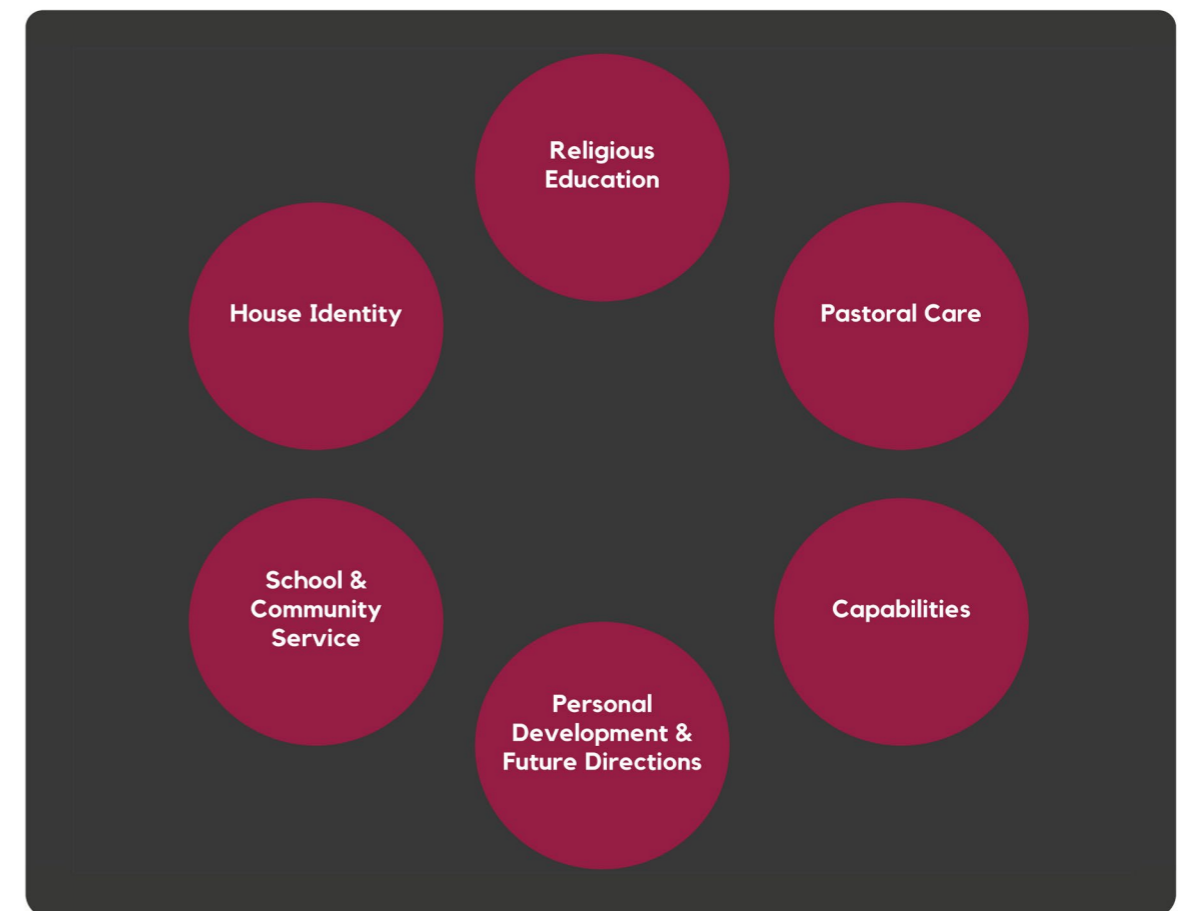 Religious
Education
House Identity
Pastoral Care
School &
Community
Service
Capabilities
Personal
Development &
Future Directions